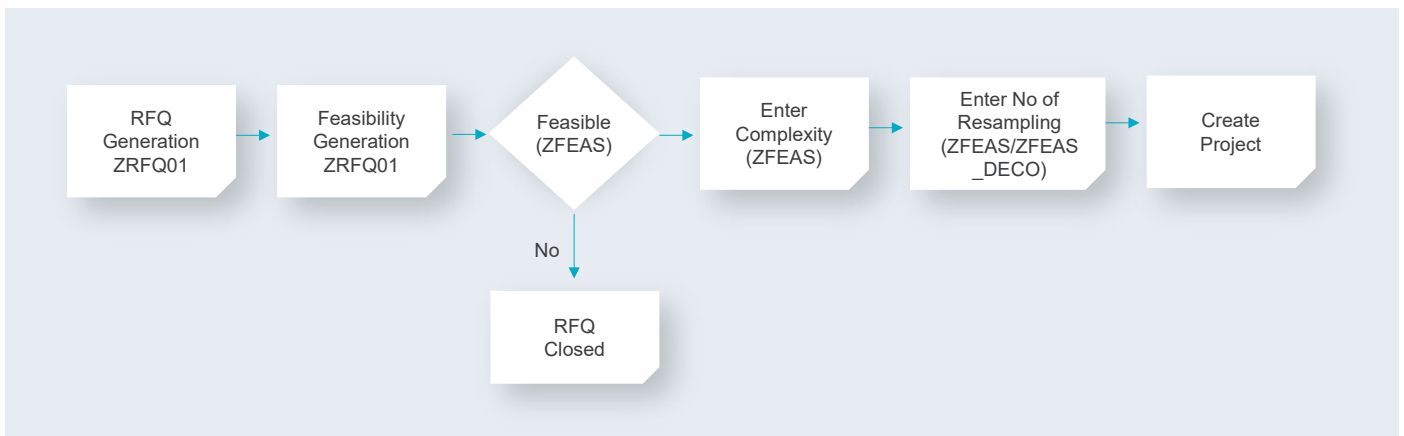 RFQ
Generation
ZRFQ01
Feasibility
Generation
ZRFQ01
Feasible
(ZFEAS)
Enter
Complexity
(ZFEAS)
Enter No of
Resampling
(ZFEAS/ZFEAS
_DECO)
Create
Project
No
RFQ
Closed